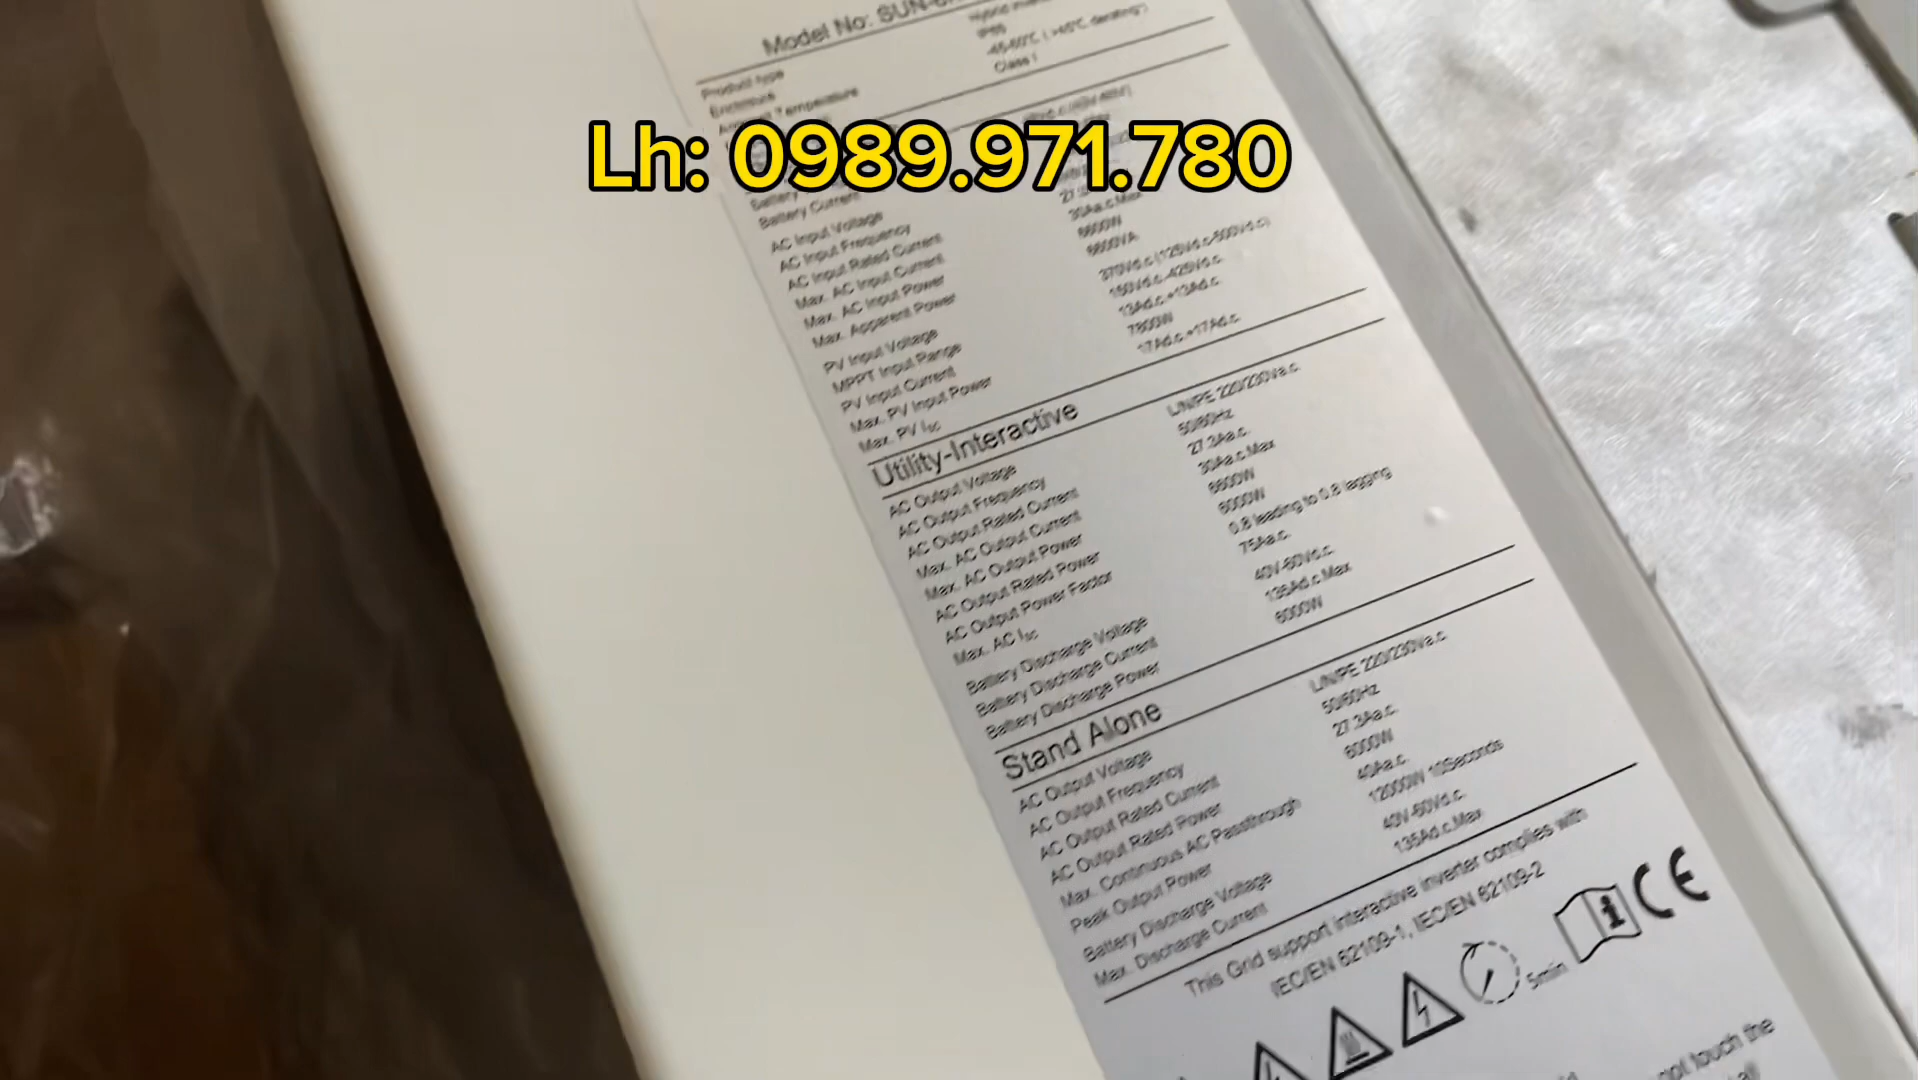 Model No: SUN-
Product type
Hybrid
Enclosure
IP65
Ambient Temperature
-45-60℃ ( >45℃ derating )
Class I
Lh: 0989.971.780
Battery
Battery Current
AC Input Voltage
AC Input Frequency
AC Input Rated Current
Max. AC Input Current 30Aa.c.Max
Max. AC Input Power 6600W
Max. Apparent Power 6600VA
PV Input Voltage 370Vd.c (125Vd.c-500Vd.c)
MPPT Input Range 150Vd.c.-425Vd.c.
PV Input Current 13Ad.c.+13Ad.c.
Max. PV Input Power 7800W
Max. PV Isc 17Ad.c.+17Ad.c.
Utility-Interactive
AC Output Voltage L/N/PE 220/230Va.c.
AC Output Frequency 50/60Hz
AC Output Rated Current 27.3Aa.c.
Max. AC Output Current 30Aa.c.Max
Max. AC Output Power 6600W
AC Output Rated Power 6000W
AC Output Power Factor 0.8 leading to 0.8 lagging
Max. AC Isc 75Aa.c.
Battery Discharge Voltage 40V-60Vd.c.
Battery Discharge Current 135Ad.c.Max
Battery Discharge Power 6000W
Stand Alone
AC Output Voltage L/N/PE 220/230Va.c.
AC Output Frequency 50/60Hz
AC Output Rated Current 27.3Aa.c.
AC Output Rated Power 6000W
Max. Continuous AC Passthrough 40Aa.c.
Peak Output Power 12000W 10Seconds
Battery Discharge Voltage 40V-60Vd.c.
Max. Discharge Current 135Ad.c.Max
This Grid support interactive inverter complies with
IEC/EN 62109-1, IEC/EN 62109-2
5min
CE
touch the